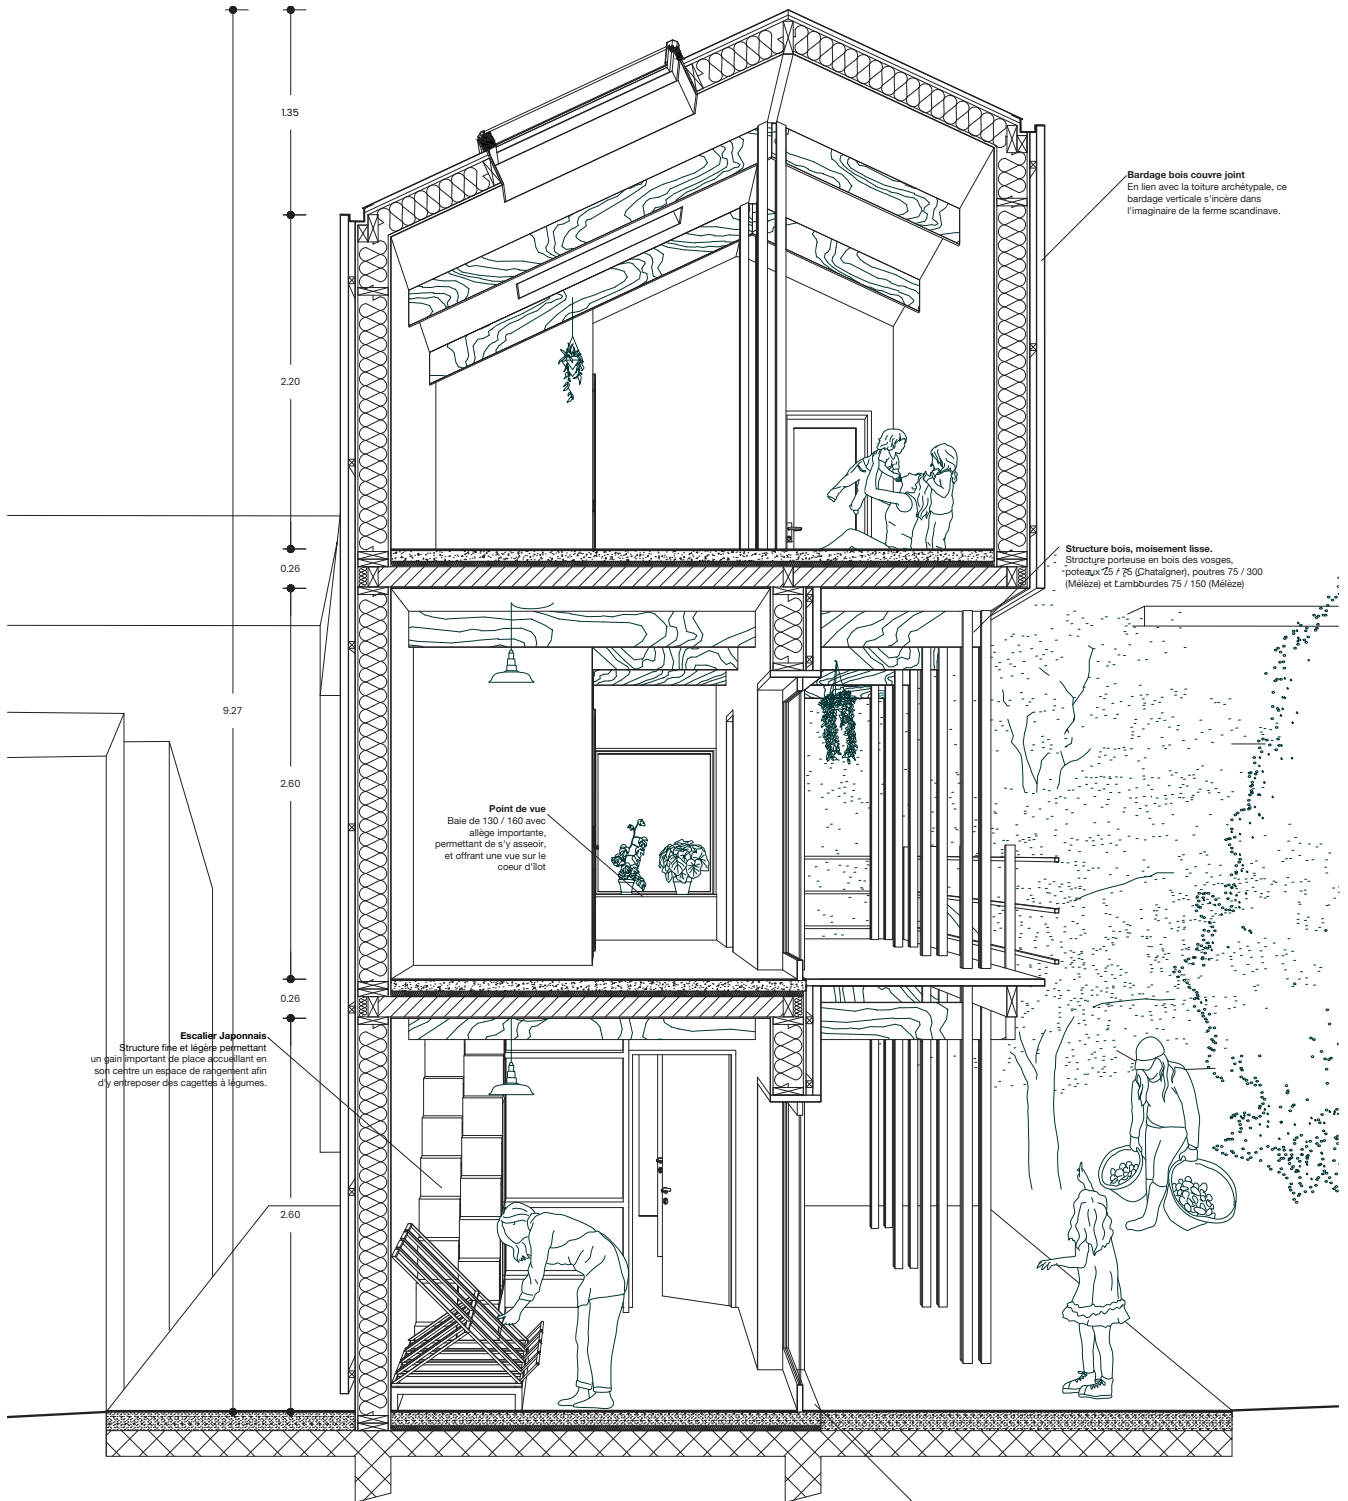 1.35
Bardage bois couvre joint
En lien avec la toiture archétypale, ce
bardage verticale s'incère dans
l'imaginaire de la ferme scandinave.
2.20
Structure bois, moisement lisse.
Structure porteuse en bois des vosges,
poteaux 75 / 75 (Chataîgner), poutres 75 / 300
(Mélèze) et Lambourdes 75 / 150 (Mélèze)
0.26
9.27
2.60
Point de vue
Baie de 130 / 160 avec
allège importante,
permettant de s'y asseoir,
et offrant une vue sur le
coeur d'îlot
0.26
Escalier Japonnais
Structure fine et légère permettant
un gain important de place accueillant en
son centre un espace de rangement afin
d'y entreposer des cagettes à légumes.
2.60